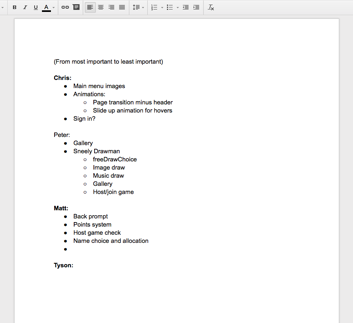 (From most important to least important)
Chris:
Main menu images
Animations:
Page transition minus header
Slide up animation for hovers
Sign in?
Peter:
Gallery
Sneely Drawman
freeDrawChoice
Image draw
Music draw
Gallery
Host/join game
Matt:
Back prompt
Points system
Host game check
Name choice and allocation
Tyson: